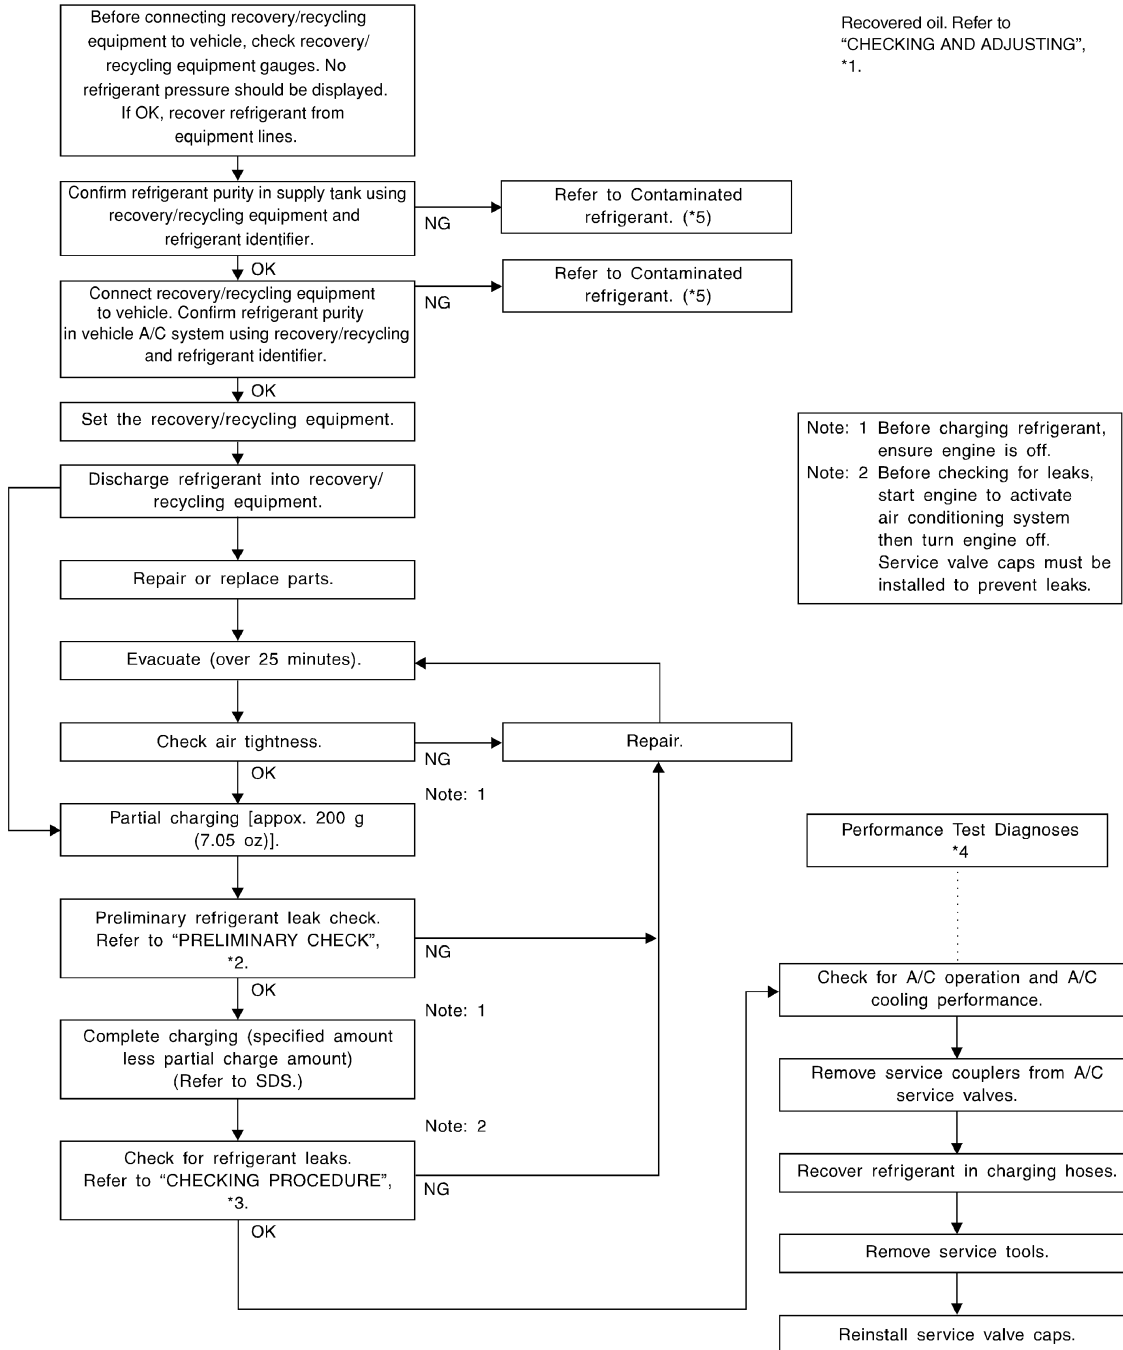 Before connecting recovery/recycling
equipment to vehicle, check recovery/
recycling equipment gauges. No
refrigerant pressure should be displayed.
If OK, recover refrigerant from
equipment lines.
Recovered oil. Refer to
“CHECKING AND ADJUSTING”,
*1.
Confirm refrigerant purity in supply tank using
recovery/recycling equipment and
refrigerant identifier.
NG
Refer to Contaminated
refrigerant. (*5)
OK
Connect recovery/recycling equipment
to vehicle. Confirm refrigerant purity
in vehicle A/C system using recovery/recycling
and refrigerant identifier.
NG
Refer to Contaminated
refrigerant. (*5)
OK
Set the recovery/recycling equipment.
Note: 1 Before charging refrigerant,
ensure engine is off.
Note: 2 Before checking for leaks,
start engine to activate
air conditioning system
then turn engine off.
Service valve caps must be
installed to prevent leaks.
Discharge refrigerant into recovery/
recycling equipment.
Repair or replace parts.
Evacuate (over 25 minutes).
Check air tightness.
NG
Repair.
OK
Note: 1
Partial charging [appox. 200 g
(7.05 oz)].
Preliminary refrigerant leak check.
Refer to “PRELIMINARY CHECK”,
*2.
NG
OK
Note: 1
Complete charging (specified amount
less partial charge amount)
(Refer to SDS.)
Note: 2
Check for refrigerant leaks.
Refer to “CHECKING PROCEDURE”,
*3.
NG
OK
Performance Test Diagnoses
*4
Check for A/C operation and A/C
cooling performance.
Remove service couplers from A/C
service valves.
Recover refrigerant in charging hoses.
Remove service tools.
Reinstall service valve caps.